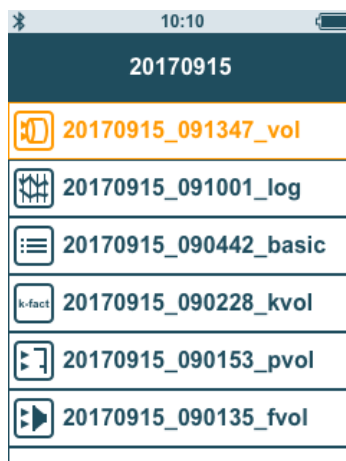 10:10
20170915
20170915_091347_vol
20170915_091001_log
20170915_090442_basic
k-fact 20170915_090228_kvol
20170915_090153_pvol
20170915_090135_fvol